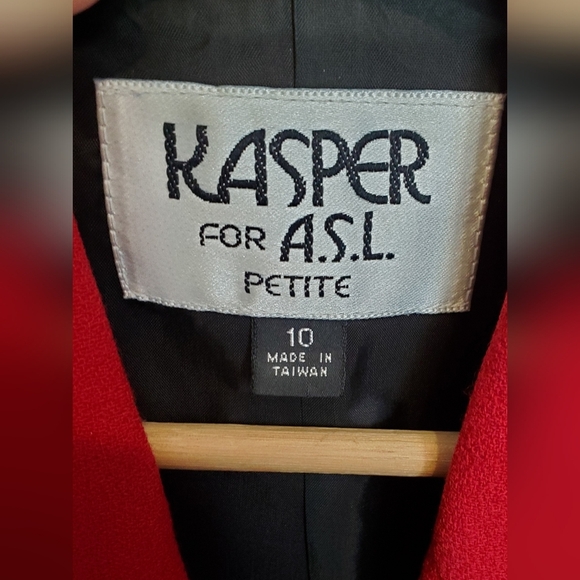 KASPER
FOR A.S.L.
PETITE
10
MADE IN
TAIWAN